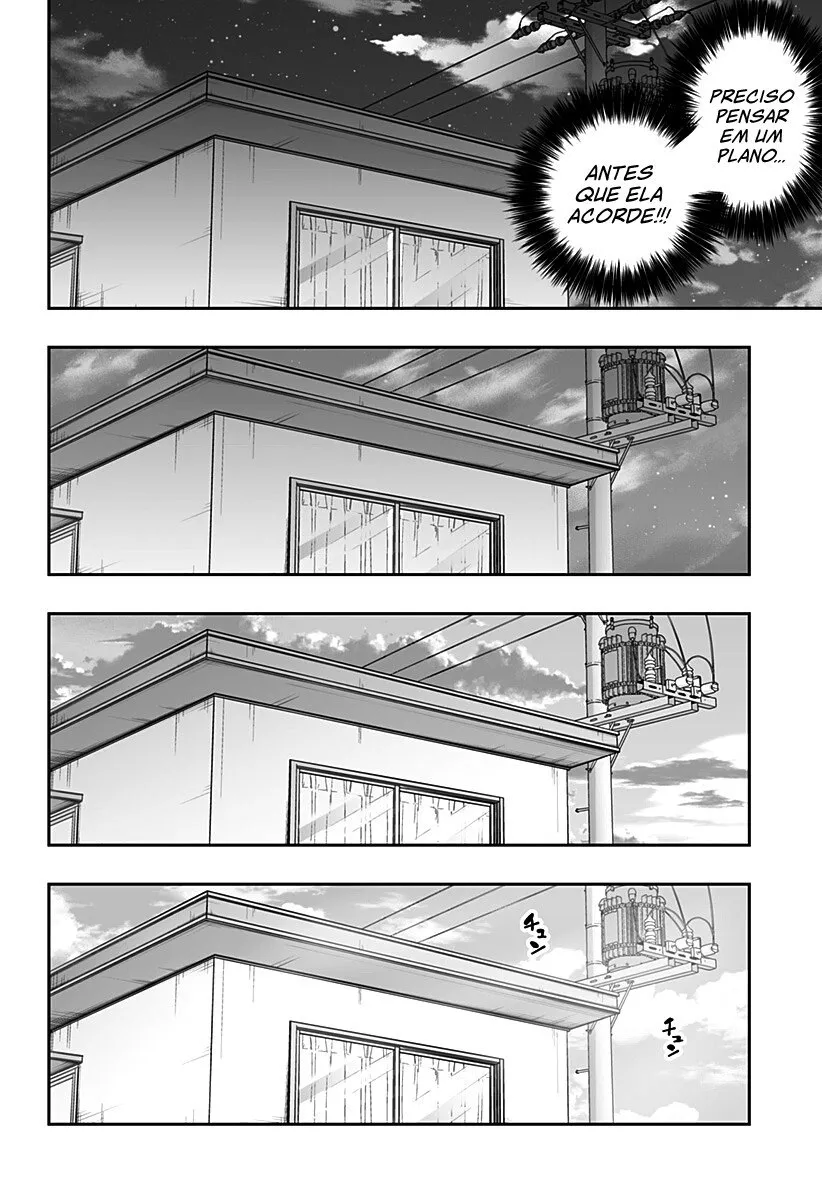 PRECISO
PENSAR
EM UM
PLANO...
ANTES
QUE ELA
ACORDE!!!
チュン
チュン